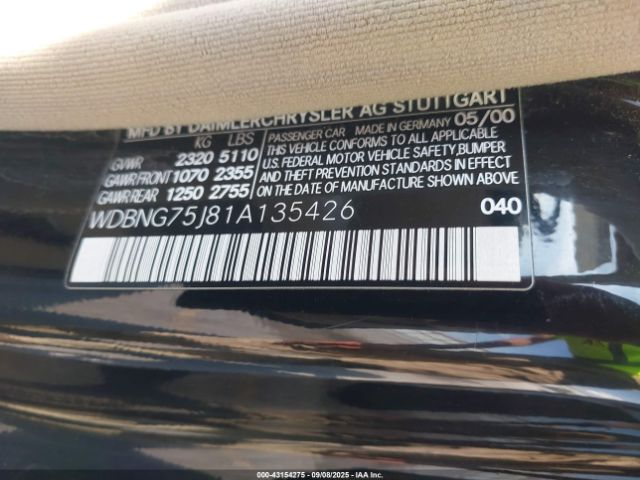 MFD BY DAIMLERCHRYSLER AG STUTTGART
KG LBS
GVWR 2320 5110
GAWR FRONT 1070 2355
GAWR REAR 1250 2755
PASSENGER CAR MADE IN GERMANY 05/00
THIS VEHICLE CONFORMS TO ALL APPLICABLE
U.S. FEDERAL MOTOR VEHICLE SAFETY,BUMPER
AND THEFT PREVENTION STANDARDS IN EFFECT
ON THE DATE OF MANUFACTURE SHOWN ABOVE.
WDBNG75J81A135426 040
000-43154275 - 09/08/2025 - IAA Inc.